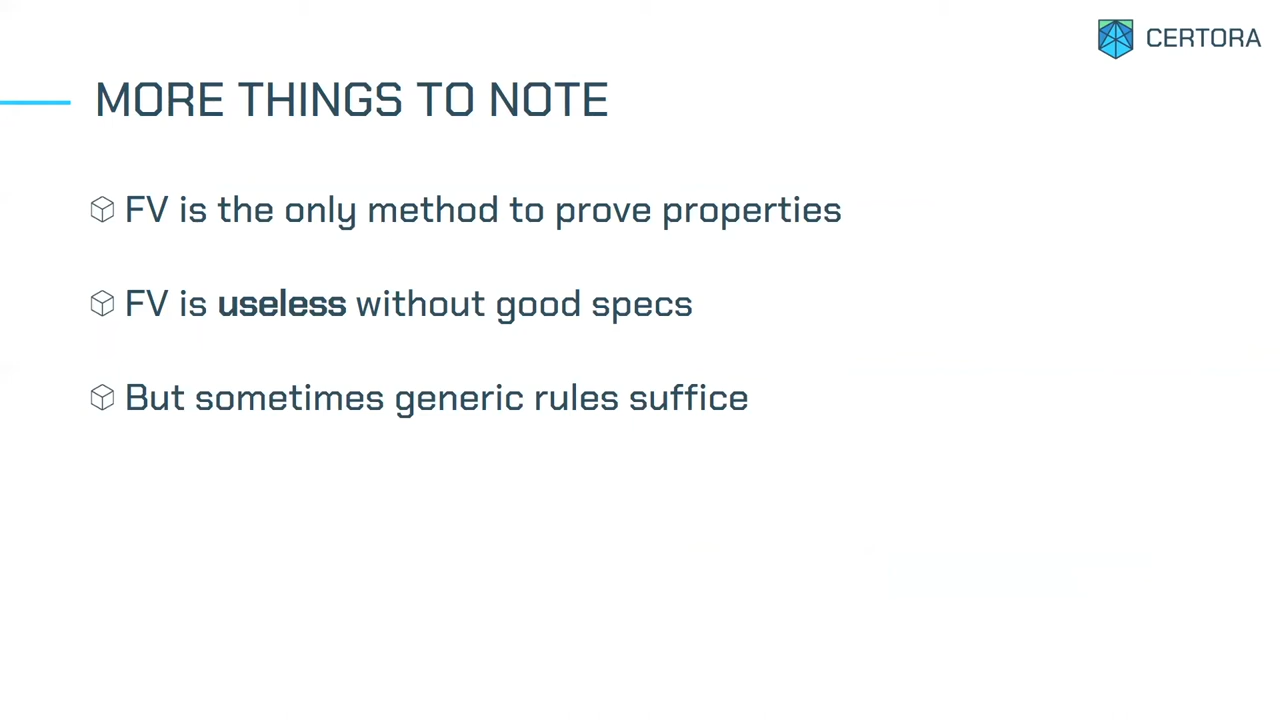 CERTORA
MORE THINGS TO NOTE
FV is the only method to prove properties
FV is useless without good specs
But sometimes generic rules suffice